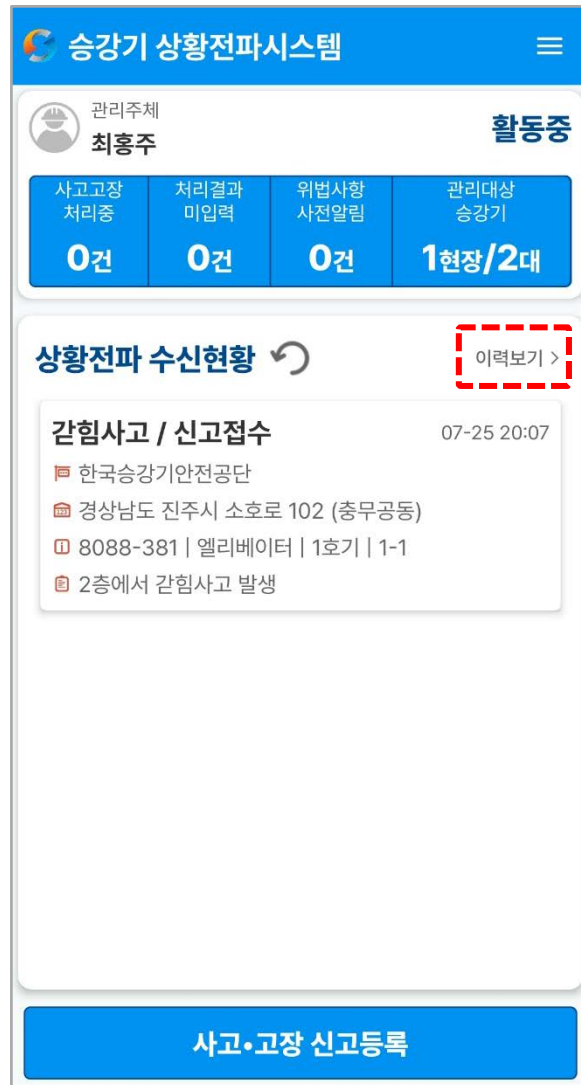 승강기 상황전파시스템
관리주체
최홍주
활동중
사고고장 처리중
0건
처리결과 미입력
0건
위법사항 사전알림
0건
관리대상 승강기
1현장/2대
상황전파 수신현황
이력보기 >
갇힘사고 / 신고접수
07-25 20:07
한국승강기안전공단
경상남도 진주시 소호로 102 (충무공동)
8088-381 | 엘리베이터 | 1호기 | 1-1
2층에서 갇힘사고 발생
사고•고장 신고등록